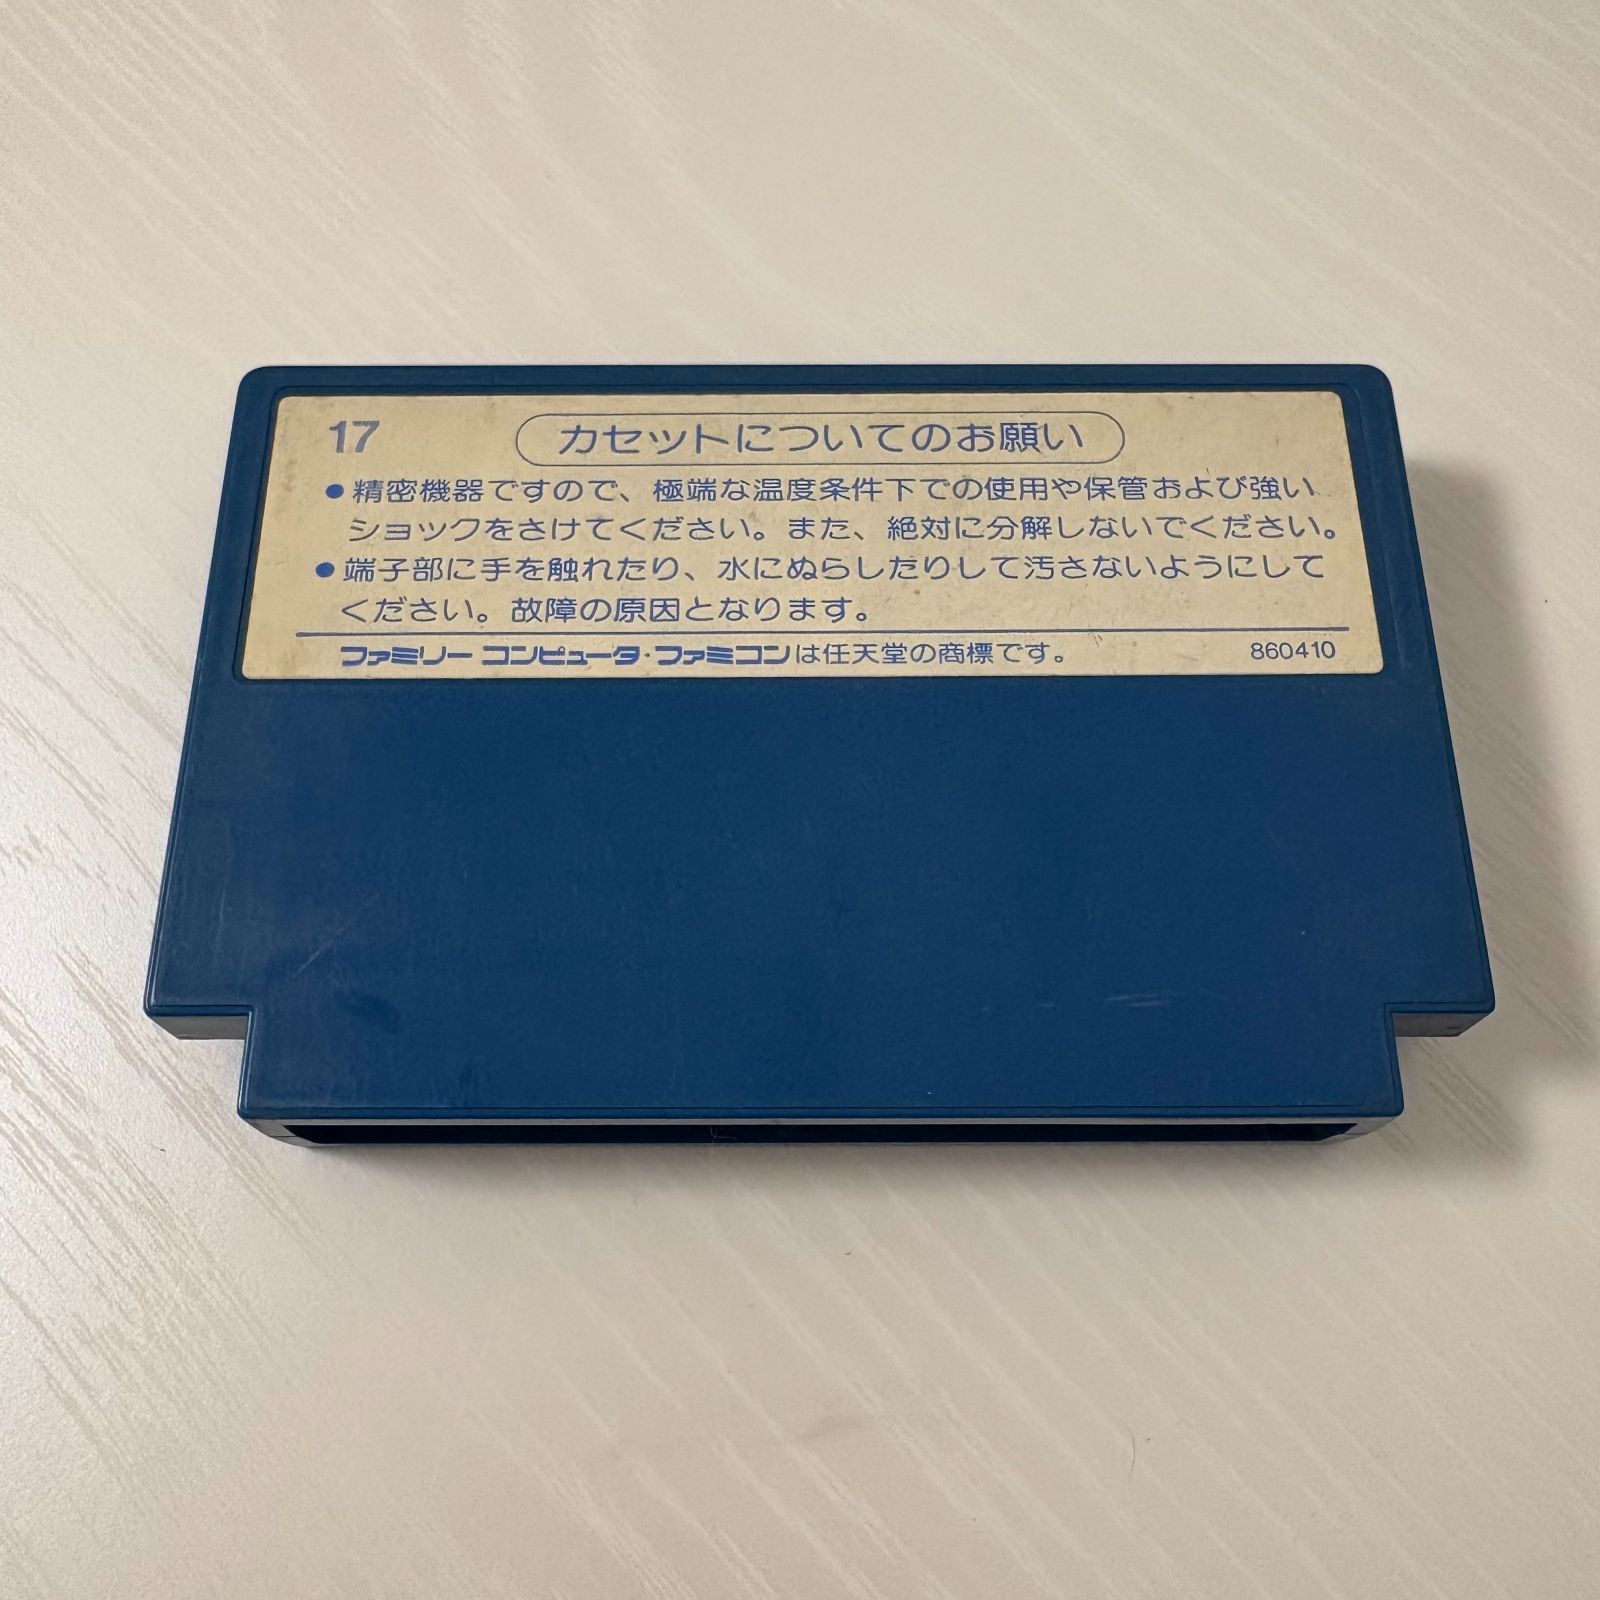 17
カセットについてのお願い
●精密機器ですので、極端な温度条件下での使用や保管および強い
ショックをさけてください。また、絶対に分解しないでください。
●端子部に手を触れたり、水にぬらしたりして汚さないようにして
ください。故障の原因となります。
ファミリー コンピュータ・ファミコンは任天堂の商標です。 860410